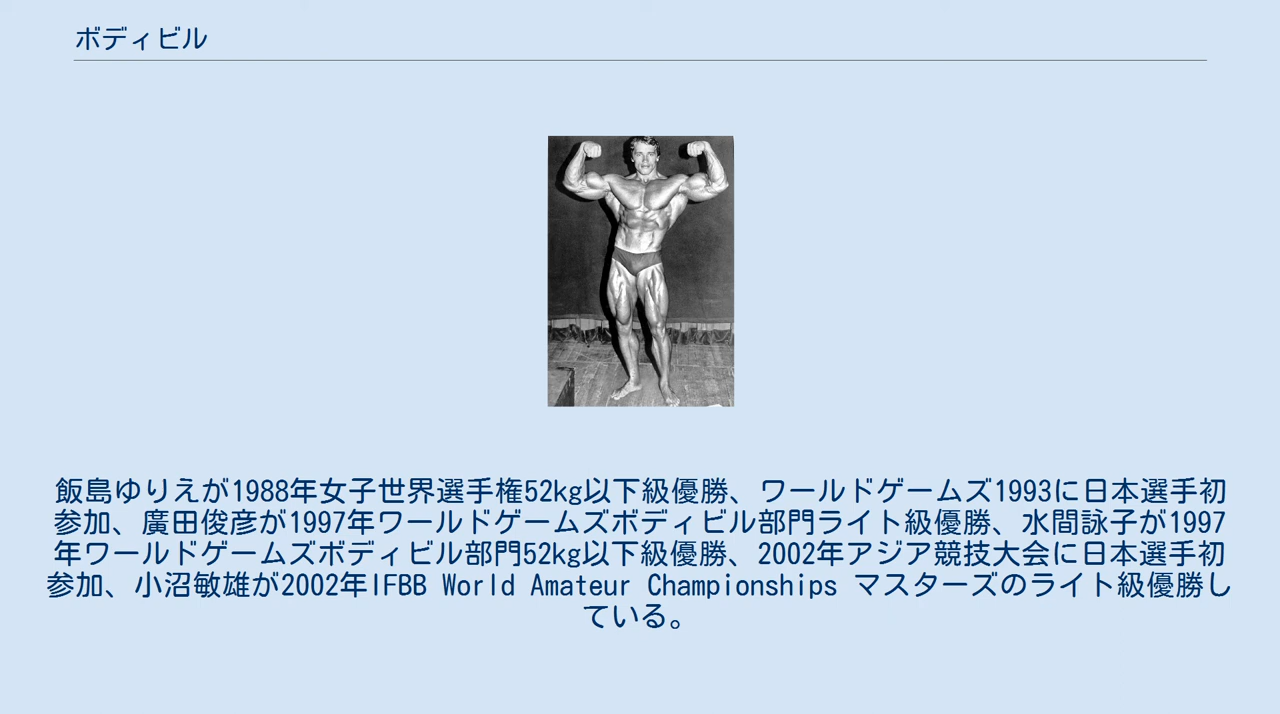 ボディビル
飯島ゆりえが1988年女子世界選手権52kg以下級優勝、ワールドゲームズ1993に日本選手初
参加、廣田俊彦が1997年ワールドゲームズボディビル部門ライト級優勝、水間詠子が1997
年ワールドゲームズボディビル部門52kg以下級優勝、2002年アジア競技大会に日本選手初
参加、小沼敏雄が2002年IFBB World Amateur Championships マスターズのライト級優勝し
ている。